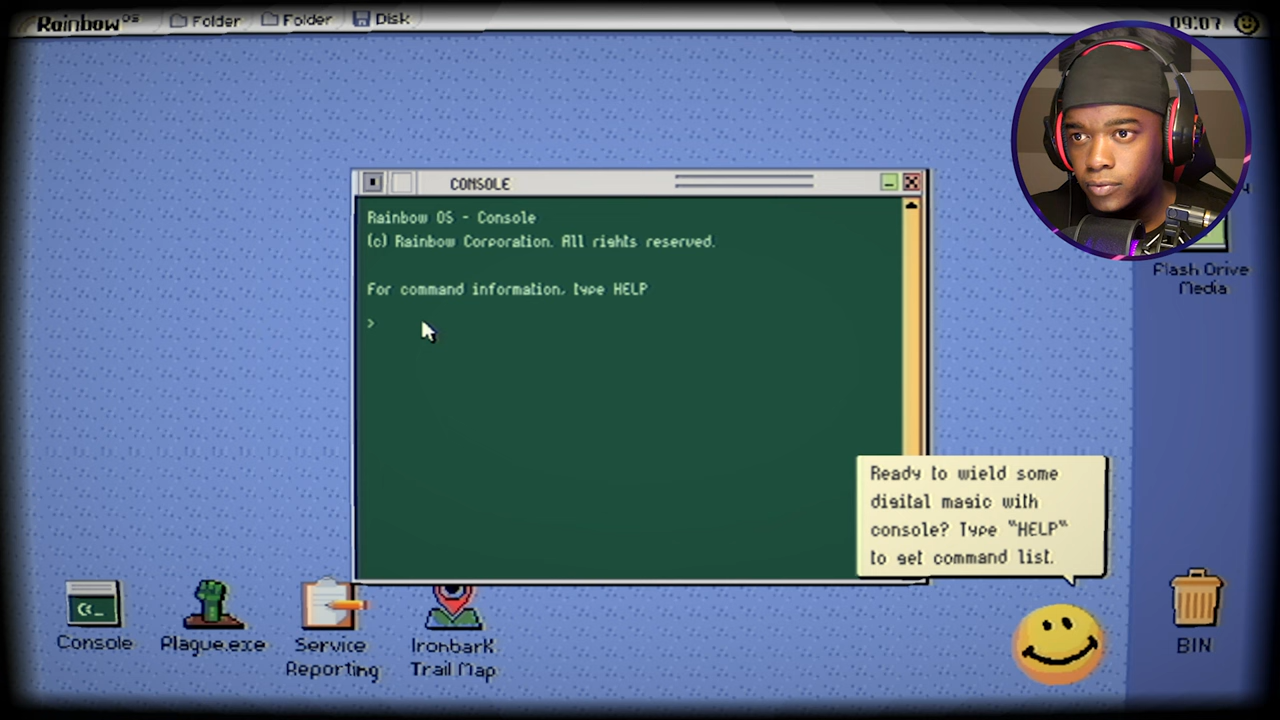 Rainbow OS
Folder
Folder
Disk
09:07
CONSOLE
Rainbow OS - Console
(c) Rainbow Corporation. All rights reserved.
For command information, type HELP
>
Flash Drive
Media
Ready to wield some
digital magic with
console? Type "HELP"
to get command list.
Console
Plague.exe
Service
Reporting
Ironbark
Trail Map
BIN